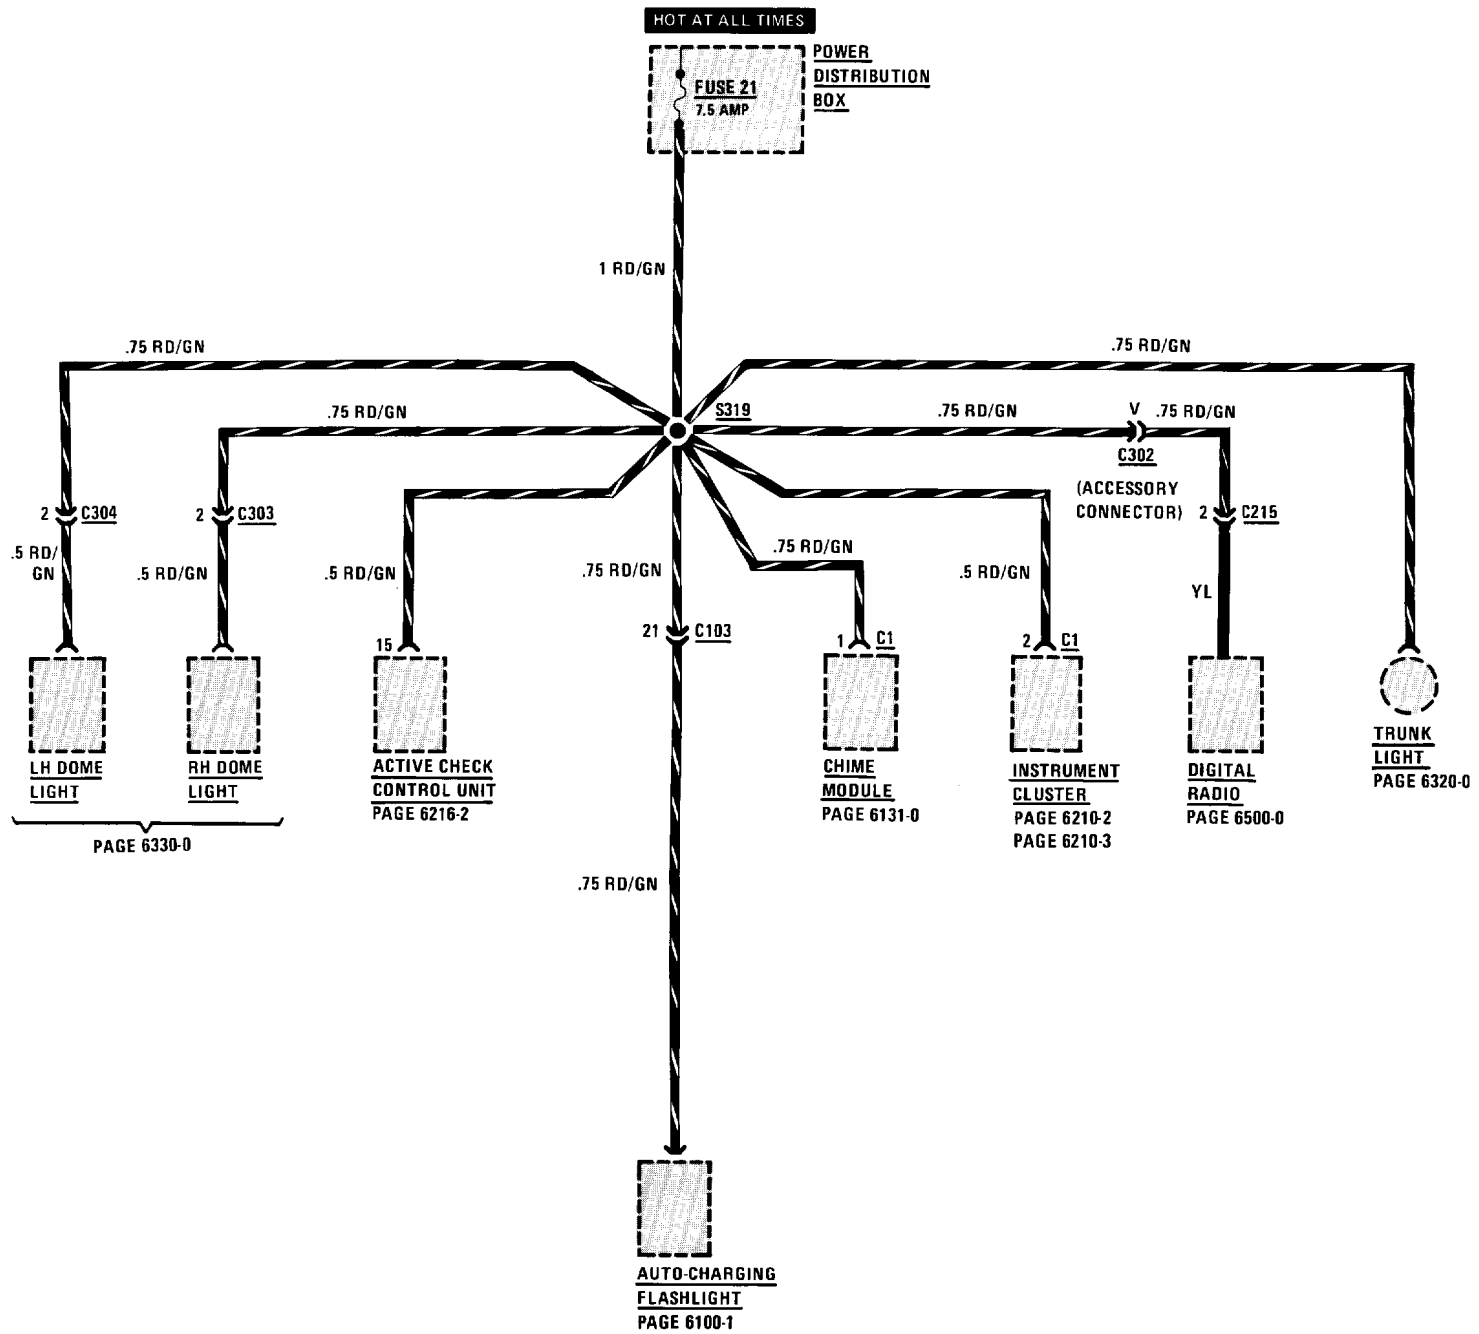 HOT AT ALL TIMES
POWER
DISTRIBUTION
BOX
FUSE 21
7.5 AMP
1 RD/GN
.75 RD/GN
.75 RD/GN
.75 RD/GN
S319
.75 RD/GN
V
.75 RD/GN
C302
(ACCESSORY
CONNECTOR)
2
C304
2
C303
2
C215
.5 RD/
GN
.5 RD/GN
.5 RD/GN
.75 RD/GN
.75 RD/GN
.5 RD/GN
YL
15
21
C103
1
C1
2
C1
LH DOME
LIGHT
RH DOME
LIGHT
PAGE 6330-0
ACTIVE CHECK
CONTROL UNIT
PAGE 6216-2
CHIME
MODULE
PAGE 6131-0
INSTRUMENT
CLUSTER
PAGE 6210-2
PAGE 6210-3
DIGITAL
RADIO
PAGE 6500-0
TRUNK
LIGHT
PAGE 6320-0
.75 RD/GN
AUTO-CHARGING
FLASHLIGHT
PAGE 6100-1